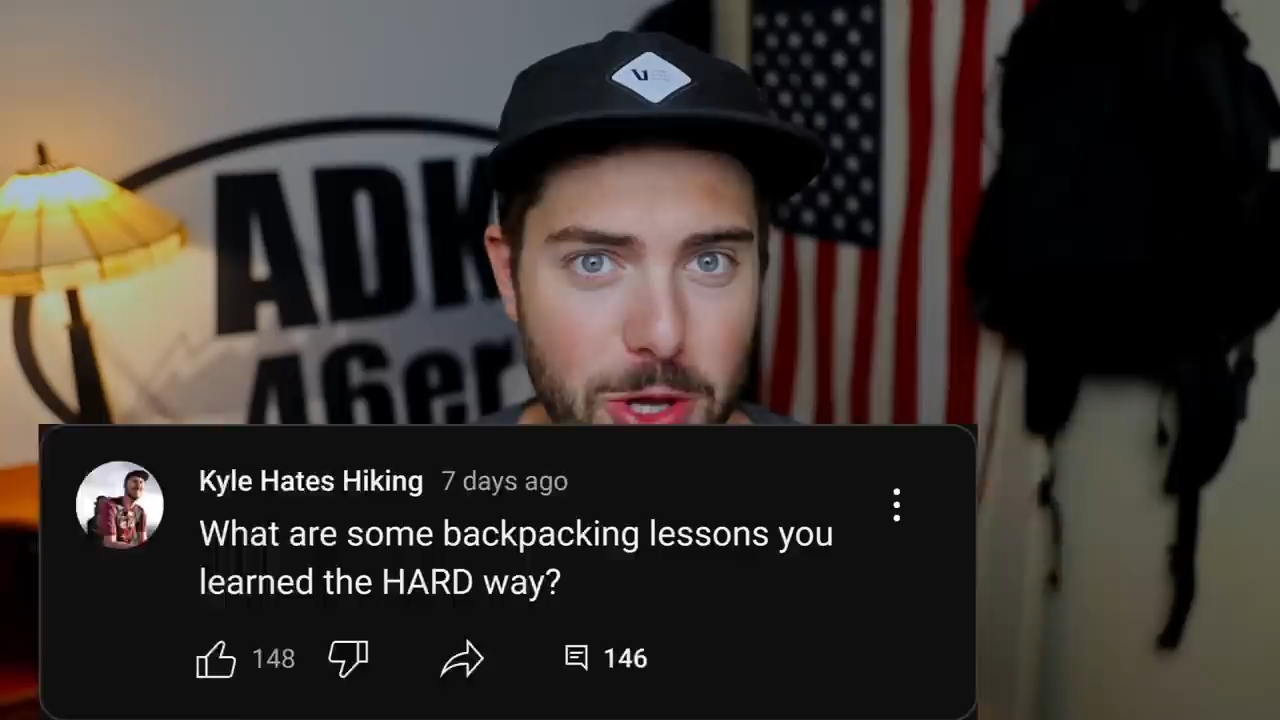 ADK
46er
Kyle Hates Hiking 7 days ago
What are some backpacking lessons you
learned the HARD way?
148
146